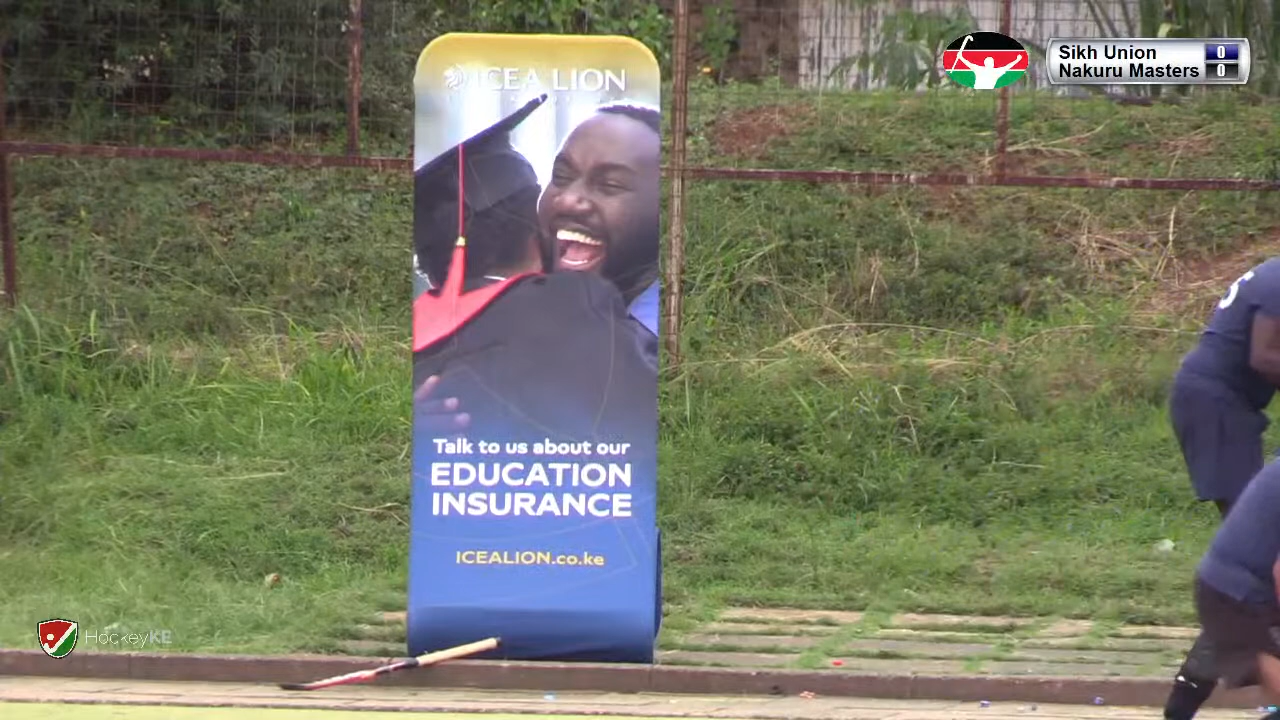 ICEA LION
Sikh Union 0
Nakuru Masters 0
Talk to us about our
EDUCATION
INSURANCE
ICEALION.co.ke
HockeyKE